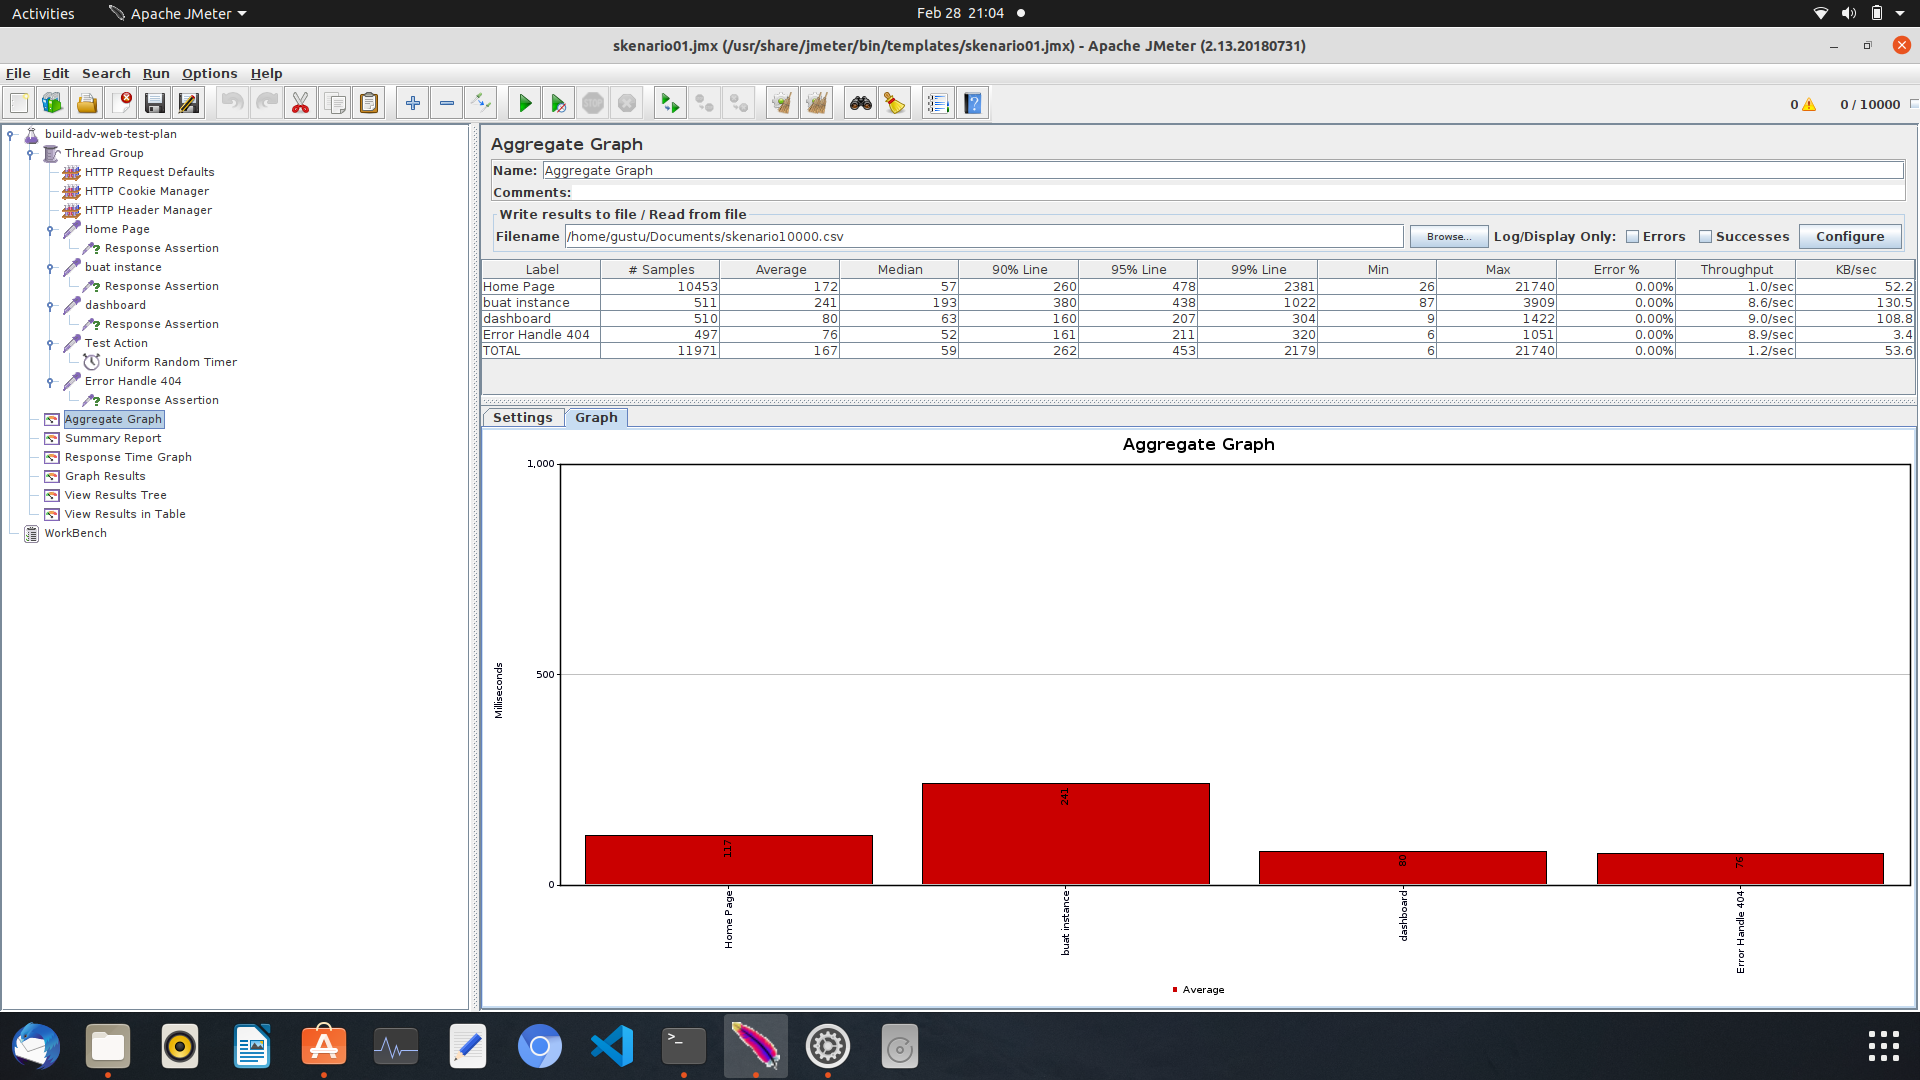 Activities Apache JMeter Feb 28 21:04
skenario01.jmx (/usr/share/jmeter/bin/templates/skenario01.jmx) - Apache JMeter (2.13.20180731)
File Edit Search Run Options Help
0 0 / 10000
build-adv-web-test-plan
Thread Group
HTTP Request Defaults
HTTP Cookie Manager
HTTP Header Manager
Home Page
Response Assertion
buat instance
Response Assertion
dashboard
Response Assertion
Test Action
Uniform Random Timer
Error Handle 404
Response Assertion
Aggregate Graph
Summary Report
Response Time Graph
Graph Results
View Results Tree
View Results in Table
WorkBench
Aggregate Graph
Name: Aggregate Graph
Comments:
Write results to file / Read from file
Filename /home/gustu/Documents/skenario10000.csv Browse... Log/Display Only: Errors Successes Configure
Label # Samples Average Median 90% Line 95% Line 99% Line Min Max Error % Throughput KB/sec
Home Page 10453 172 57 260 478 2381 26 21740 0.00% 1.0/sec 52.2
buat instance 511 241 193 380 438 1022 87 3909 0.00% 8.6/sec 130.5
dashboard 510 80 63 160 207 304 9 1422 0.00% 9.0/sec 108.8
Error Handle 404 497 76 52 161 211 320 6 1051 0.00% 8.9/sec 3.4
TOTAL 11971 167 59 262 453 2179 6 21740 0.00% 1.2/sec 53.6
Settings Graph
Aggregate Graph
1,000
500
0
Milliseconds
117
241
80
76
Home Page
buat instance
dashboard
Error Handle 404
Average